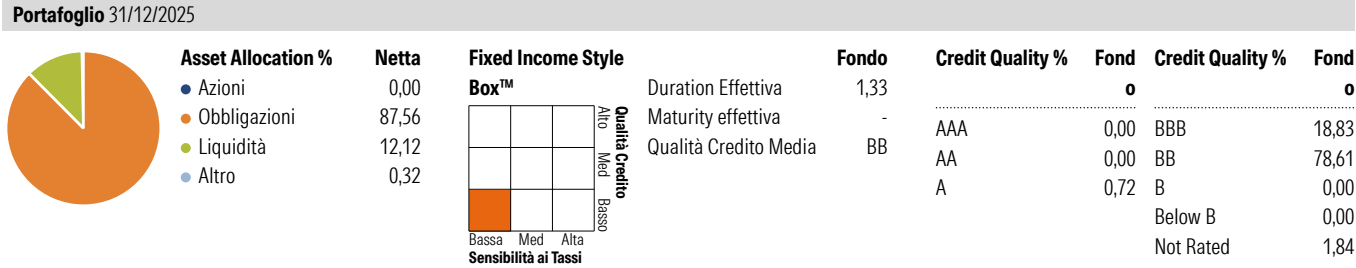 Portafoglio 31/12/2025
Asset Allocation % Netta
Azioni 0,00
Obbligazioni 87,56
Liquidità 12,12
Altro 0,32
Fixed Income Style
Box™
Alto Med Basso
Qualità Credito
Bassa Med Alta
Sensibilità ai Tassi
Fondo
Duration Effettiva 1,33
Maturity effettiva -
Qualità Credito Media BB
Credit Quality % Fond
o
AAA 0,00
AA 0,00
A 0,72
Credit Quality % Fond
o
BBB 18,83
BB 78,61
B 0,00
Below B 0,00
Not Rated 1,84